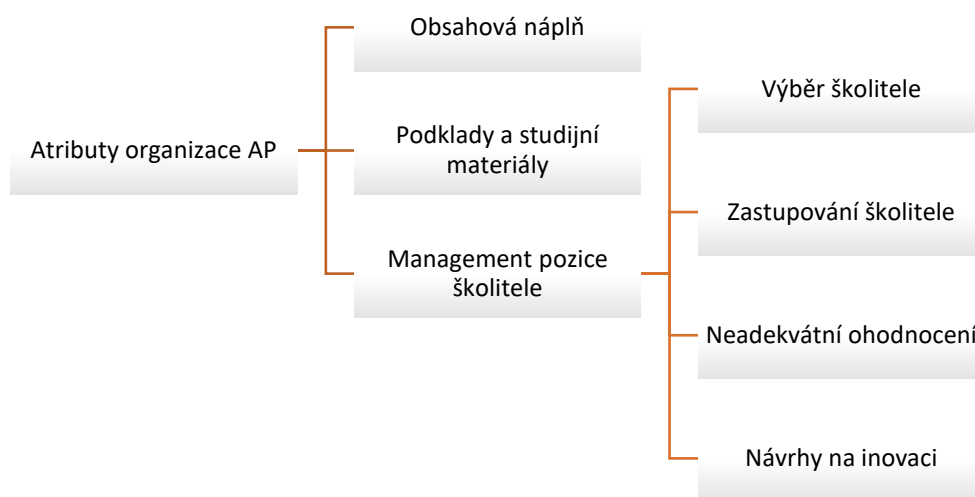 Atributy organizace AP
Obsahová náplň
Podklady a studijní
materiály
Management pozice
školitele
Výběr školitele
Zastupování školitele
Neadekvátní ohodnocení
Návrhy na inovaci